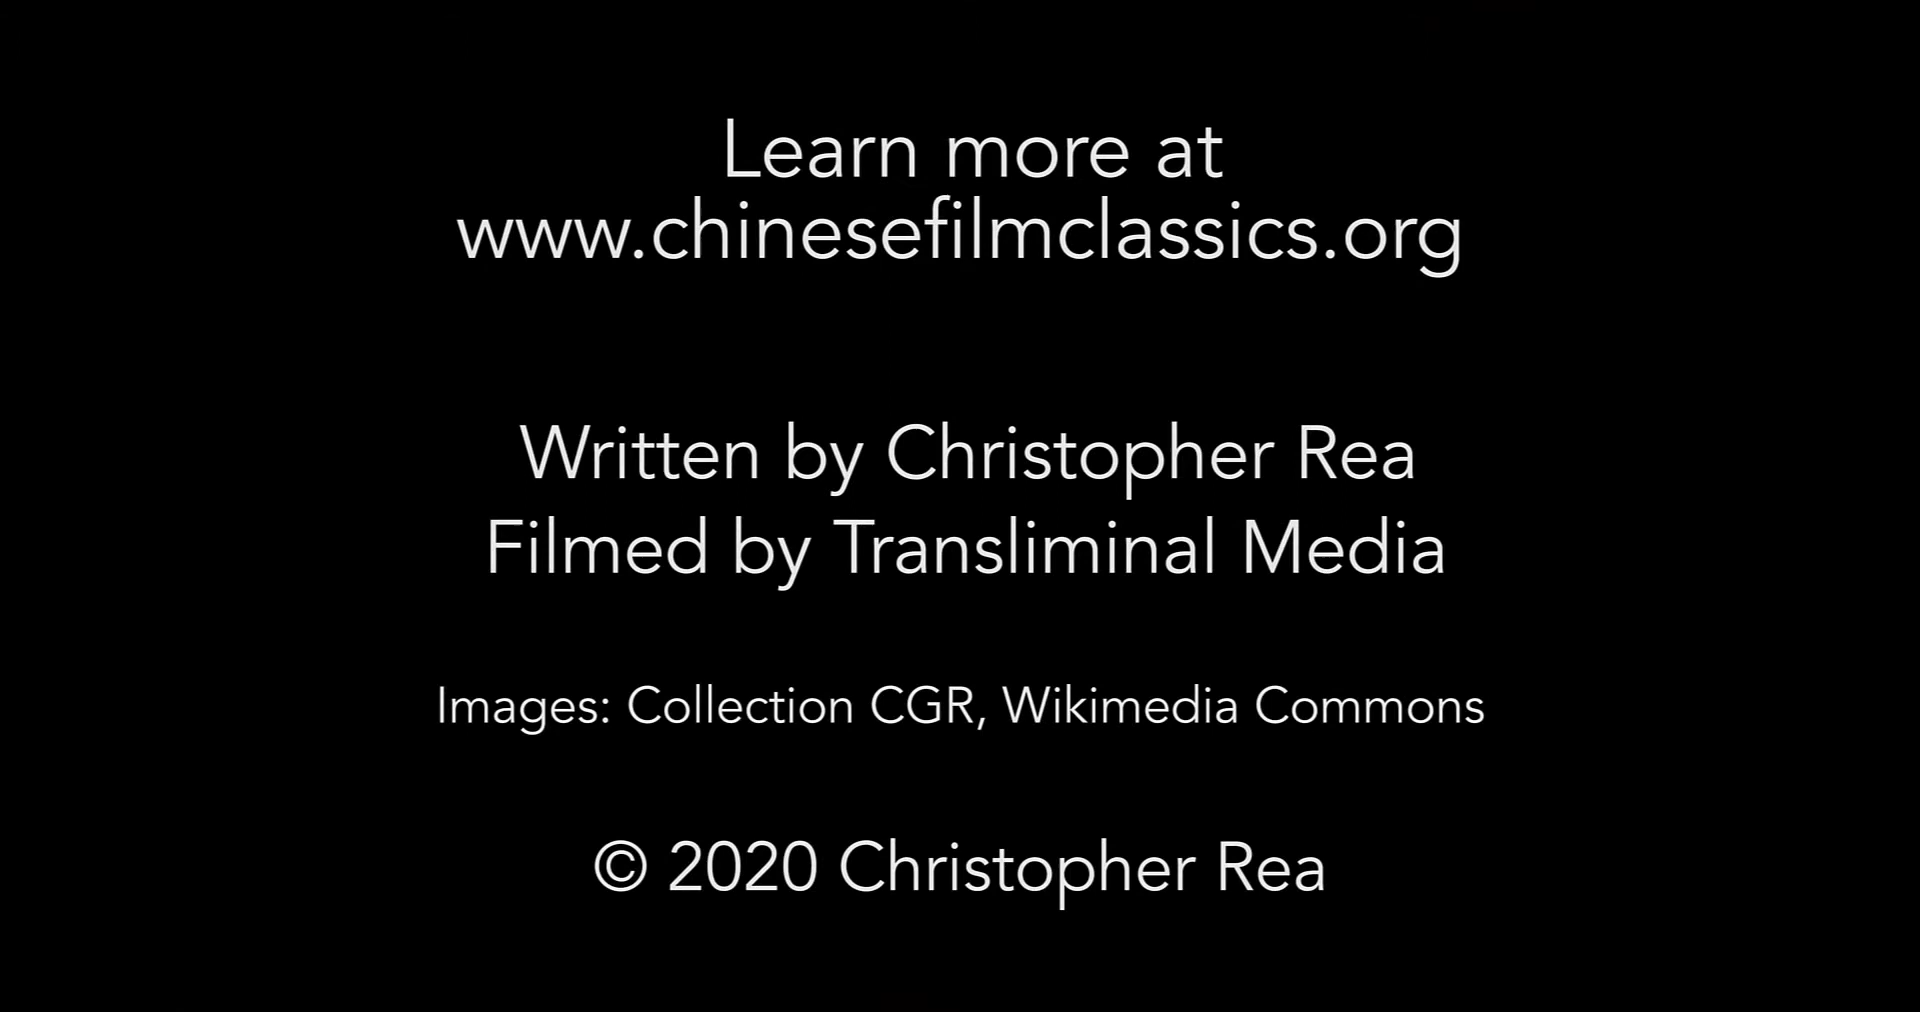 Learn more at
www.chinesefilmclassics.org
Written by Christopher Rea
Filmed by Transliminal Media
Images: Collection CGR, Wikimedia Commons
© 2020 Christopher Rea